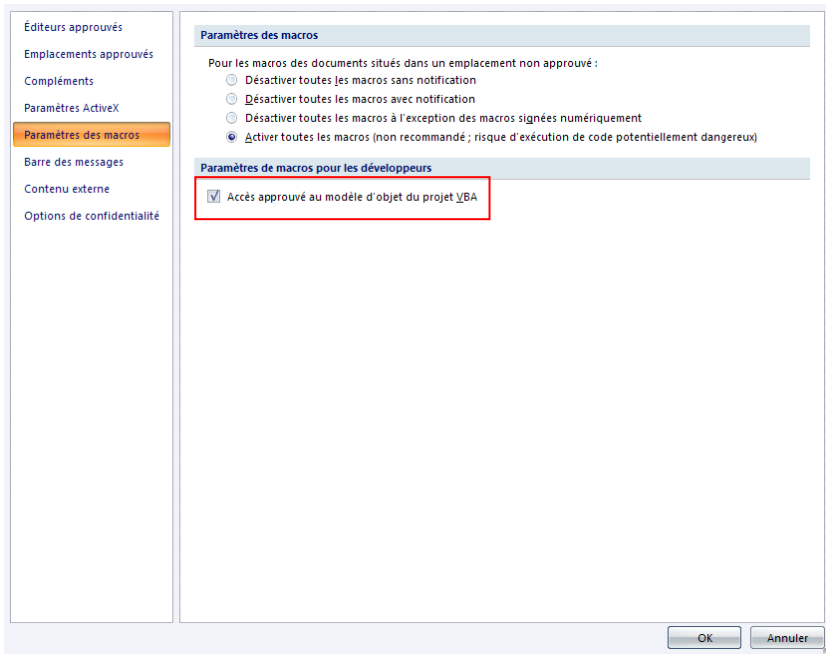 Éditeurs approuvés
Emplacements approuvés
Compléments
Paramètres ActiveX
Paramètres des macros
Barre des messages
Contenu externe
Options de confidentialité
Paramètres des macros
Pour les macros des documents situés dans un emplacement non approuvé :
Désactiver toutes les macros sans notification
Désactiver toutes les macros avec notification
Désactiver toutes les macros à l'exception des macros signées numériquement
Activer toutes les macros (non recommandé ; risque d'exécution de code potentiellement dangereux)
Paramètres de macros pour les développeurs
Accès approuvé au modèle d'objet du projet VBA
OK
Annuler